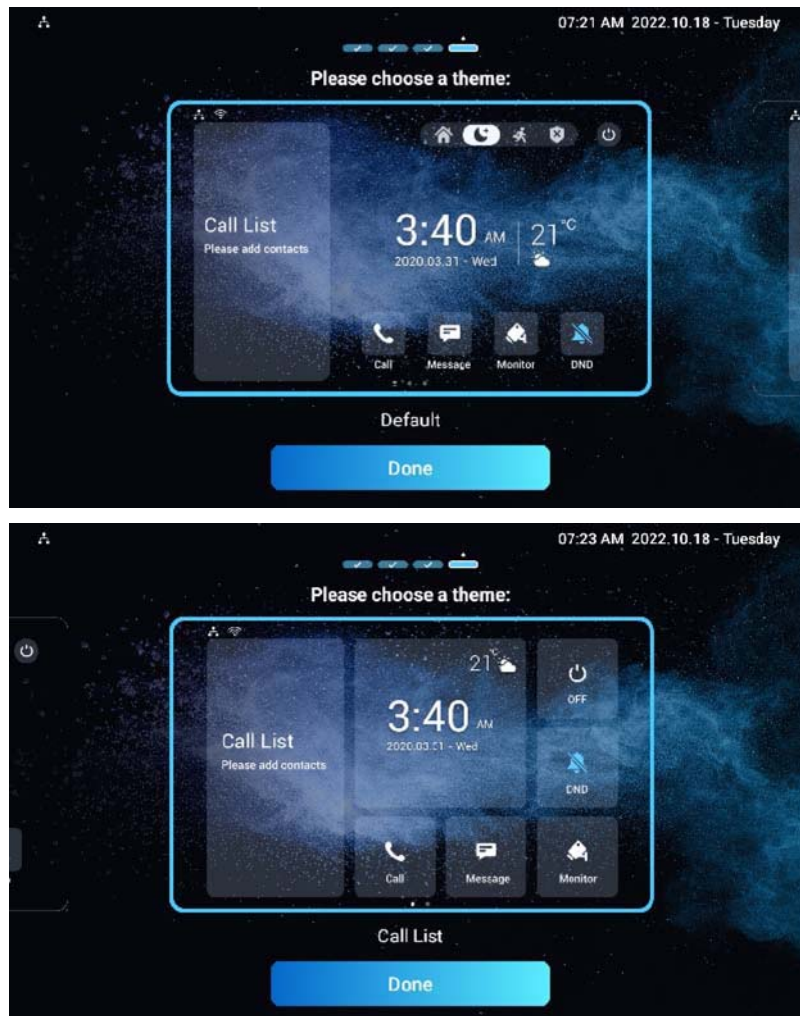 07:21 AM 2022.10.18 - Tuesday
Please choose a theme:
Call List
Please add contacts
3:40 AM
21°C
2020.03.31 - Wed
Call
Message
Monitor
DND
Default
Done
07:23 AM 2022.10.18 - Tuesday
Please choose a theme:
21°C
OFF
3:40 AM
2020.03.31 - Wed
Call List
Please add contacts
DND
Call
Message
Monitor
Call List
Done